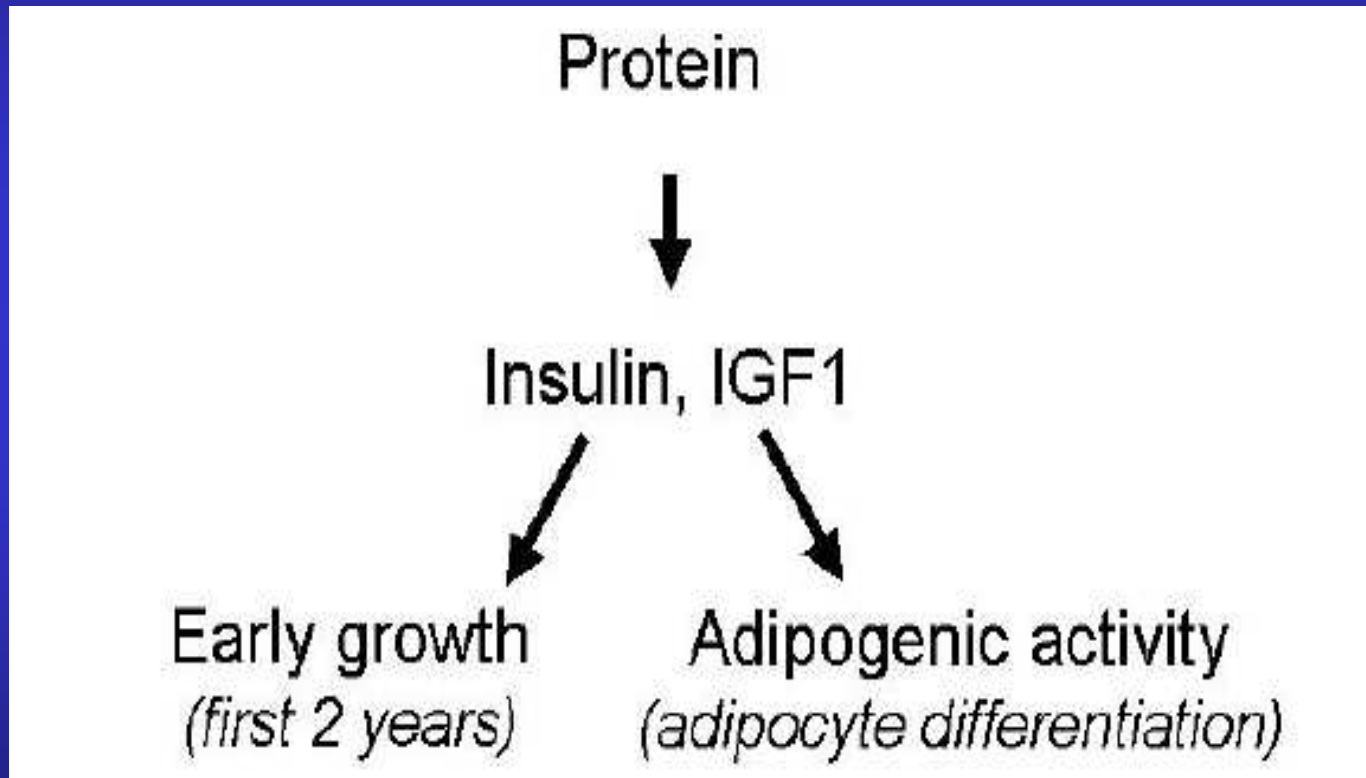 Protein
Insulin, IGF1
Early growth
(first 2 years)
Adipogenic activity
(adipocyte differentiation)